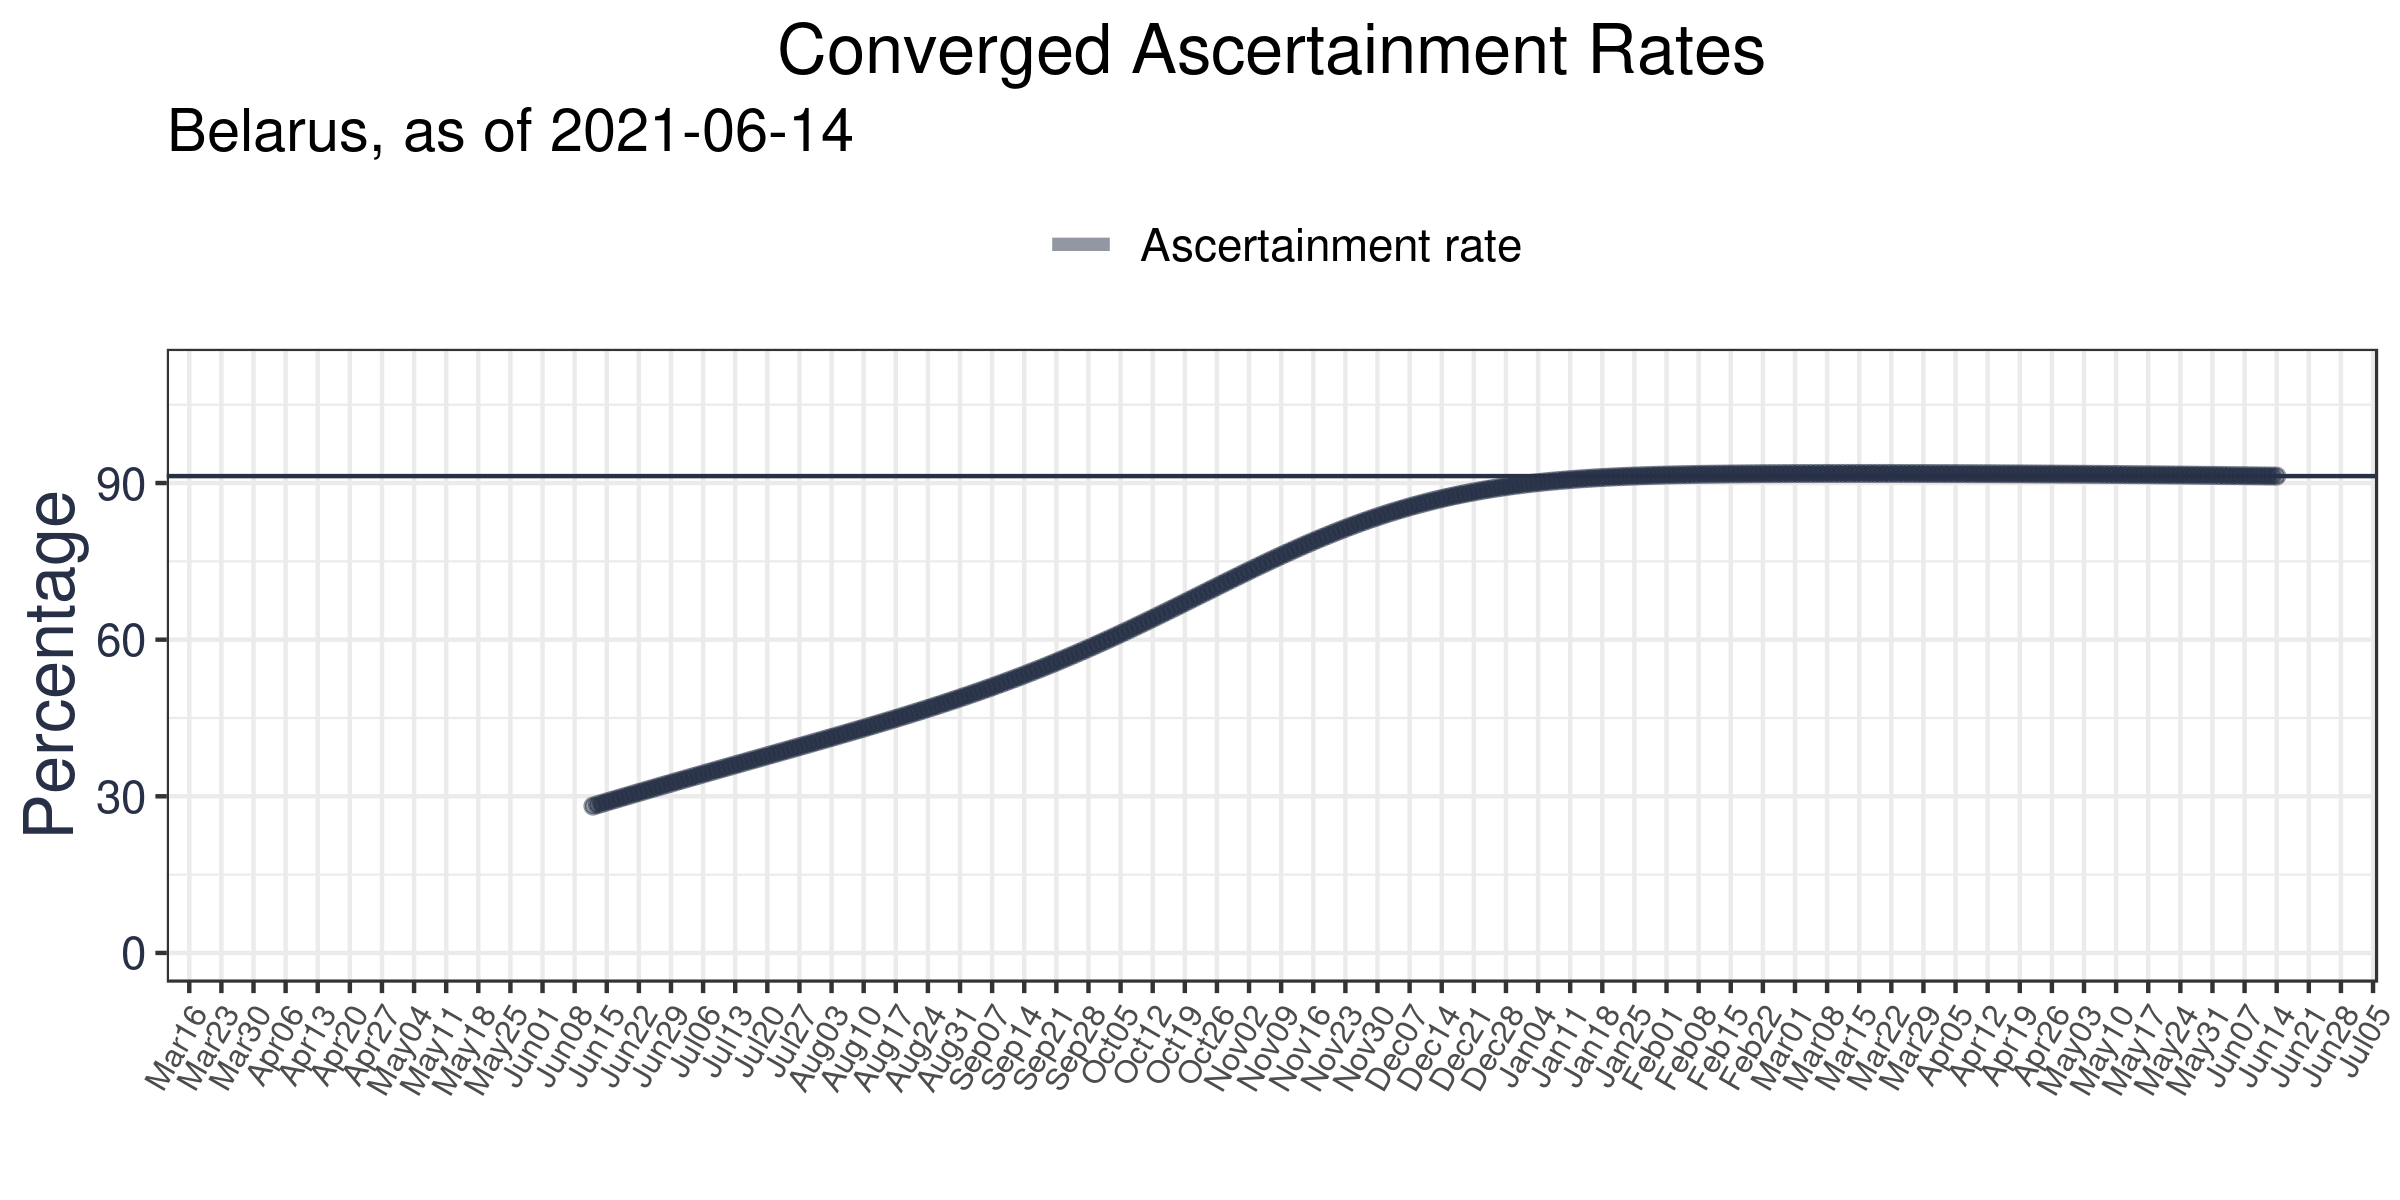 Converged Ascertainment Rates
Belarus, as of 2021-06-14
Ascertainment rate
Percentage
90
60
30
0
Mar16 Mar23 Mar30 Apr06 Apr13 Apr20 Apr27 May04 May11 May18 May25 Jun01 Jun08 Jun15 Jun22 Jun29 Jul06 Jul13 Jul20 Jul27 Aug03 Aug10 Aug17 Aug24 Aug31 Sep07 Sep14 Sep21 Sep28 Oct05 Oct12 Oct19 Oct26 Nov02 Nov09 Nov16 Nov23 Nov30 Dec07 Dec14 Dec21 Dec28 Jan04 Jan11 Jan18 Jan25 Feb01 Feb08 Feb15 Feb22 Mar01 Mar08 Mar15 Mar22 Mar29 Apr05 Apr12 Apr19 Apr26 May03 May10 May17 May24 May31 Jun07 Jun14 Jun21 Jun28 Jul05